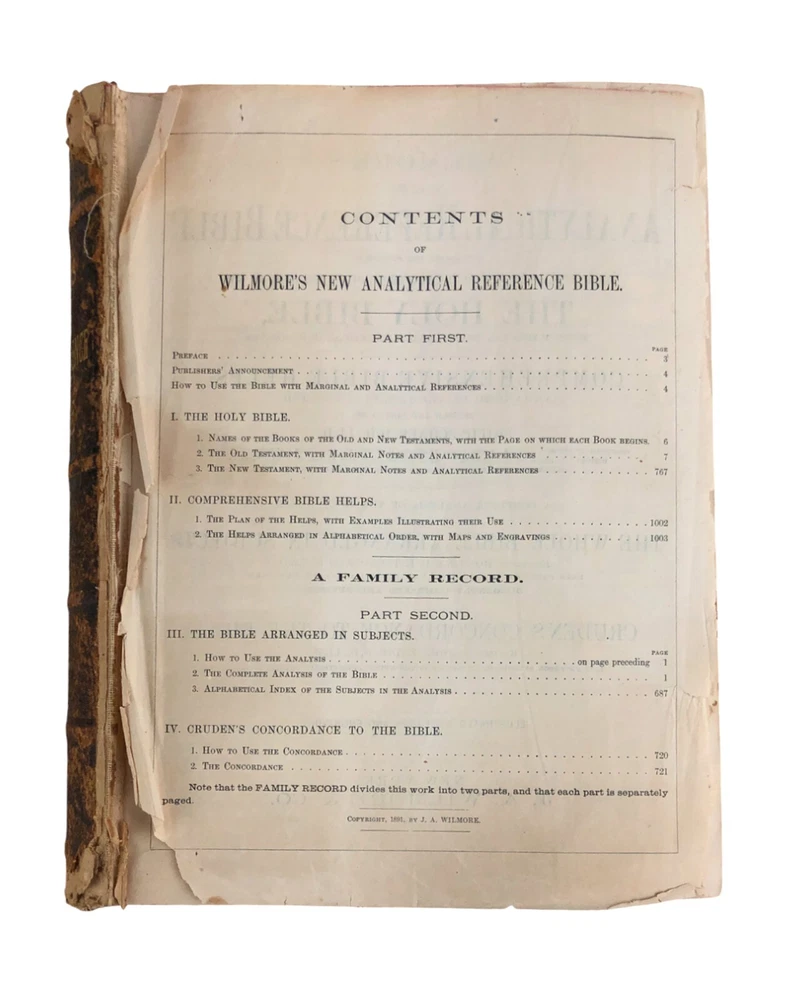 CONTENTS
OF
WILMORE'S NEW ANALYTICAL REFERENCE BIBLE.
PART FIRST.
PAGE
PREFACE . . . . . . . . . . 3
PUBLISHERS' ANNOUNCEMENT . . . . . . . . . . 4
HOW TO USE THE BIBLE WITH MARGINAL AND ANALYTICAL REFERENCES . . . . . . . . . . 4
I. THE HOLY BIBLE.
1. NAMES OF THE BOOKS OF THE OLD AND NEW TESTAMENTS, WITH THE PAGE ON WHICH EACH BOOK BEGINS. 6
2. THE OLD TESTAMENT, WITH MARGINAL NOTES AND ANALYTICAL REFERENCES . . . . . . . . . . 7
3. THE NEW TESTAMENT, WITH MARGINAL NOTES AND ANALYTICAL REFERENCES . . . . . . . . . . 767
II. COMPREHENSIVE BIBLE HELPS.
1. THE PLAN OF THE HELPS, WITH EXAMPLES ILLUSTRATING THEIR USE . . . . . . . . . . 1002
2. THE HELPS ARRANGED IN ALPHABETICAL ORDER, WITH MAPS AND ENGRAVINGS . . . . . . . . . . 1003
A FAMILY RECORD.
PART SECOND.
III. THE BIBLE ARRANGED IN SUBJECTS.
PAGE
1. HOW TO USE THE ANALYSIS . . . . . . . . . . on page preceding 1
2. THE COMPLETE ANALYSIS OF THE BIBLE . . . . . . . . . . 1
3. ALPHABETICAL INDEX OF THE SUBJECTS IN THE ANALYSIS . . . . . . . . . . 687
IV. CRUDEN'S CONCORDANCE TO THE BIBLE.
1. HOW TO USE THE CONCORDANCE . . . . . . . . . . 720
2. THE CONCORDANCE . . . . . . . . . . 721
Note that the FAMILY RECORD divides this work into two parts, and that each part is separately
paged.
COPYRIGHT, 1891, BY J. A. WILMORE.